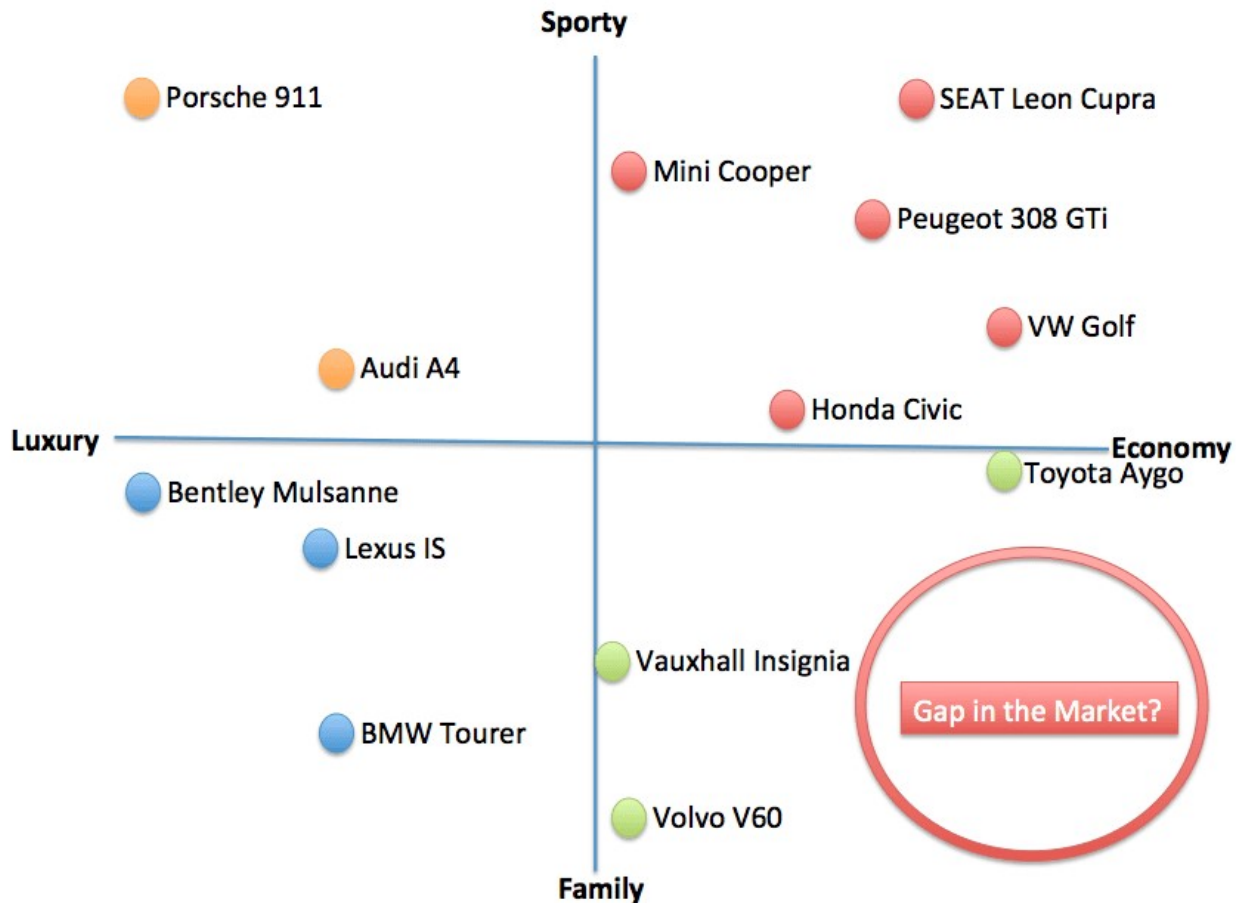 Sporty
Porsche 911
SEAT Leon Cupra
Mini Cooper
Peugeot 308 GTi
VW Golf
Audi A4
Honda Civic
Luxury
Economy
Toyota Aygo
Bentley Mulsanne
Lexus IS
Vauxhall Insignia
Gap in the Market?
BMW Tourer
Volvo V60
Family